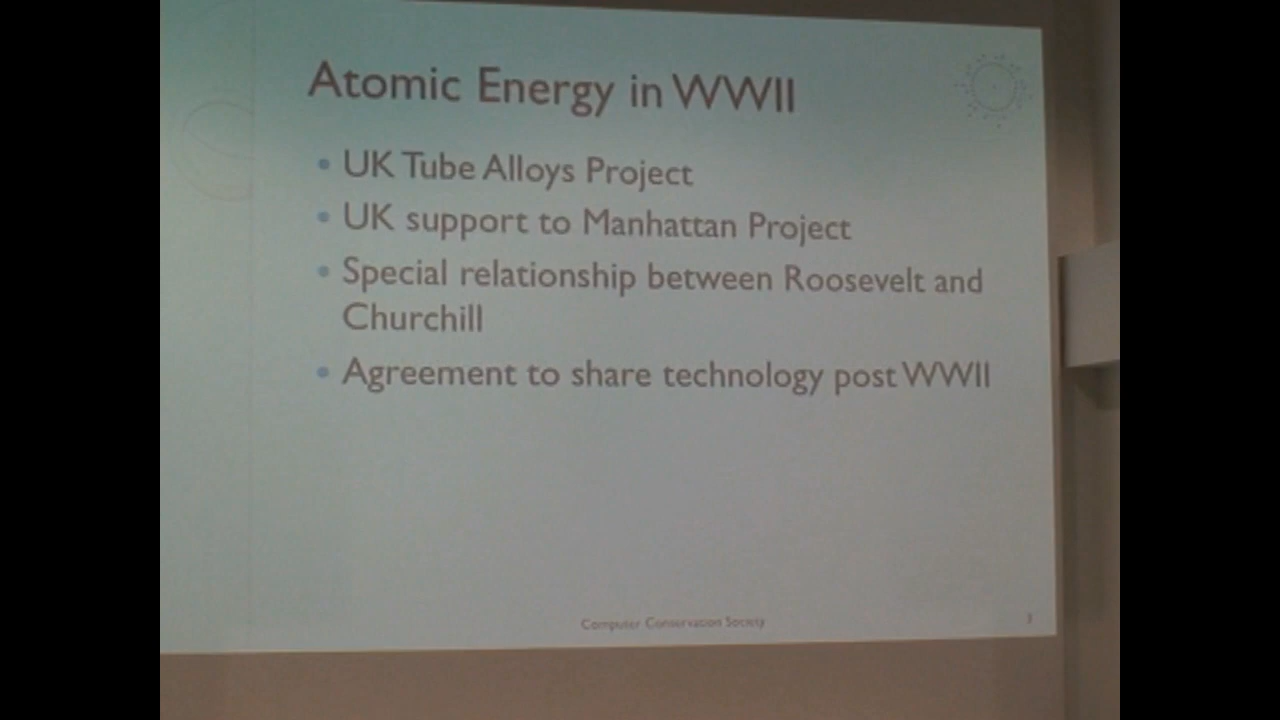 Atomic Energy in WWII
• UK Tube Alloys Project
• UK support to Manhattan Project
• Special relationship between Roosevelt and
Churchill
• Agreement to share technology post WWII
Computer Conservation Society
3